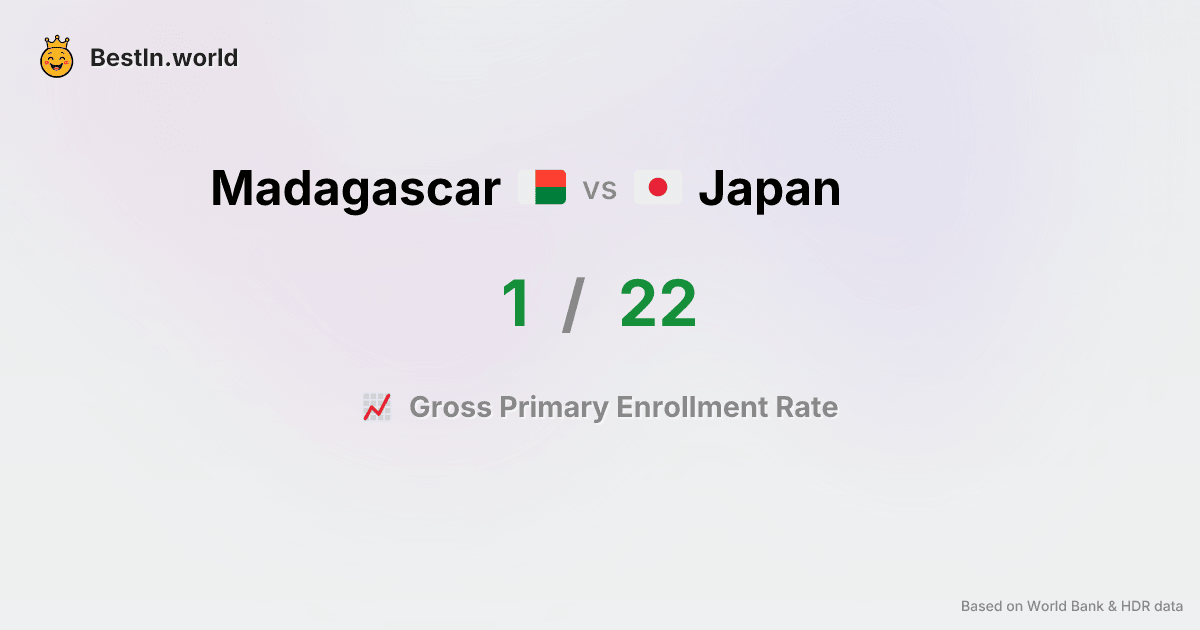 BestIn.world
Madagascar vs Japan
1 / 22
Gross Primary Enrollment Rate
Based on World Bank & HDR data